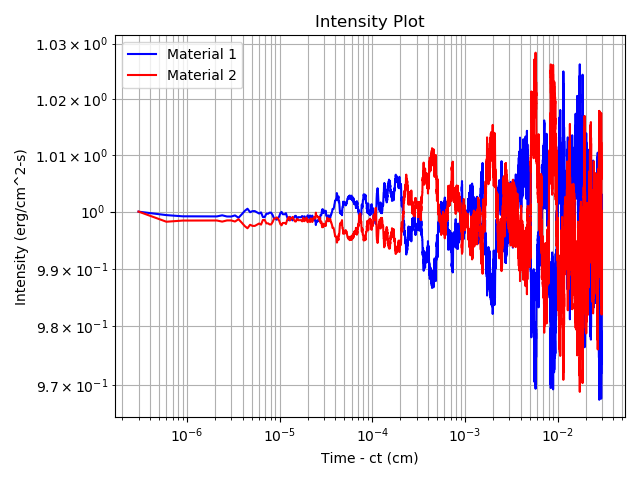 Intensity Plot
Material 1
Material 2
Intensity (erg/cm^2-s)
1.03 × 10⁰
1.02 × 10⁰
1.01 × 10⁰
10⁰
9.9 × 10⁻¹
9.8 × 10⁻¹
9.7 × 10⁻¹
10⁻⁶ 10⁻⁵ 10⁻⁴ 10⁻³ 10⁻²
Time - ct (cm)